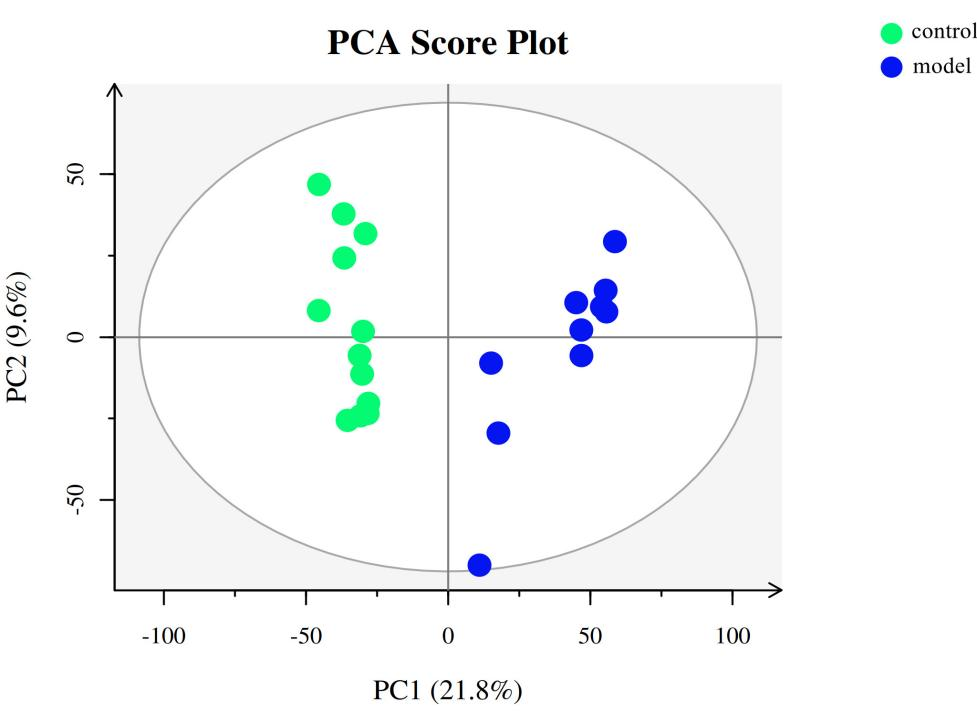 PCA Score Plot
control
model
PC2 (9.6%)
50
0
-50
-100 -50 0 50 100
PC1 (21.8%)